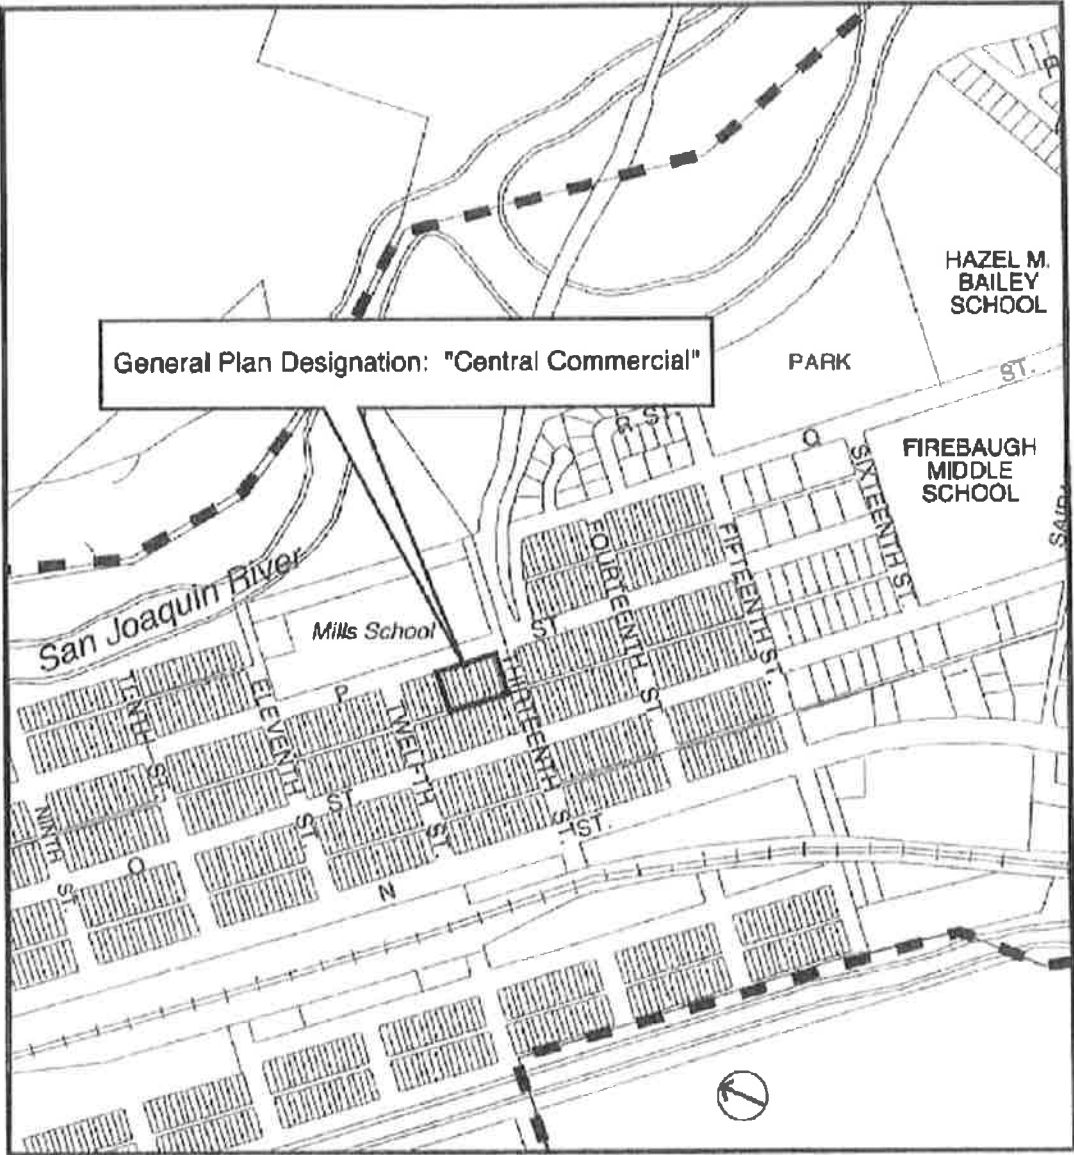 P
HAZEL M.
BAILEY
SCHOOL
General Plan Designation: "Central Commercial"
PARK
ST.
R ST.
Q
SIXTEENTH ST.
FIREBAUGH
MIDDLE
SCHOOL
FOURTEENTH ST.
FIFTEENTH ST.
San Joaquin River
Mills School
ST
P
TENTH ST.
ELEVENTH ST.
TWELFTH ST.
THIRTEENTH ST.
NINTH ST.
ST
O
N
ST.